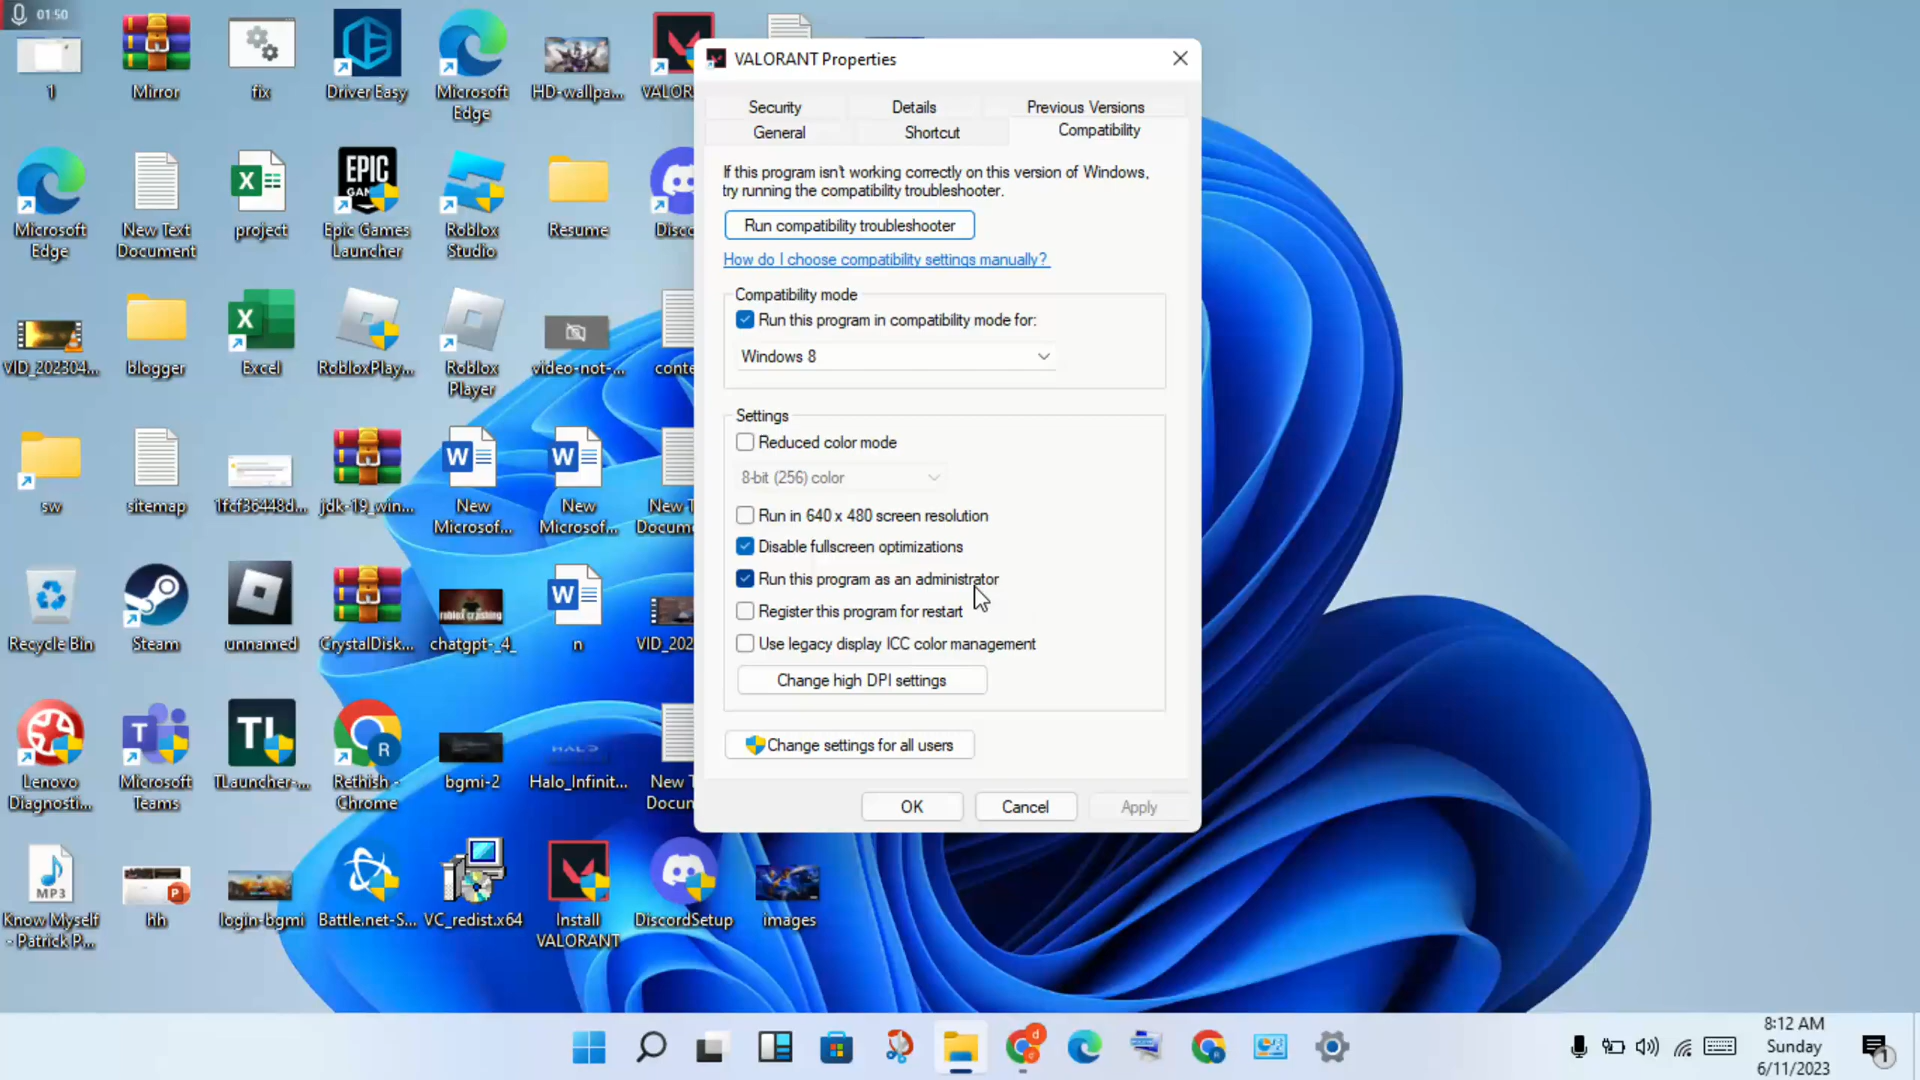 01:50
1
Mirror
fix
Driver Easy
Microsoft
Edge
HD-wallpa...
VALOR
Microsoft
Edge
New Text
Document
project
EPIC
GAM
Epic Games
Launcher
Roblox
Studio
Resume
Disco
VID_202304...
blogger
Excel
RobloxPlay...
Roblox
Player
video-not-...
conte
sw
sitemap
1fcf36448d...
jdk-19_win...
New
Microsof...
New
Microsof...
New T
Docum
Recycle Bin
Steam
unnamed
CrystalDisk...
roblox crashing
chatgpt-_4_
n
VID_202
Lenovo
Diagnosti...
Microsoft
Teams
TL
TLauncher-...
R
Rethish -
Chrome
bgmi-2
HALO
Halo_Infinit...
New T
Docum
MP3
Know Myself
- Patrick P...
hh
login-bgmi
Battle.net-S...
VC_redist.x64
Install
VALORANT
DiscordSetup
images
VALORANT Properties
Security
Details
Previous Versions
General
Shortcut
Compatibility
If this program isn't working correctly on this version of Windows,
try running the compatibility troubleshooter.
Run compatibility troubleshooter
How do I choose compatibility settings manually?
Compatibility mode
Run this program in compatibility mode for:
Windows 8
Settings
Reduced color mode
8-bit (256) color
Run in 640 x 480 screen resolution
Disable fullscreen optimizations
Run this program as an administrator
Register this program for restart
Use legacy display ICC color management
Change high DPI settings
Change settings for all users
OK
Cancel
Apply
8:12 AM
Sunday
6/11/2023
1